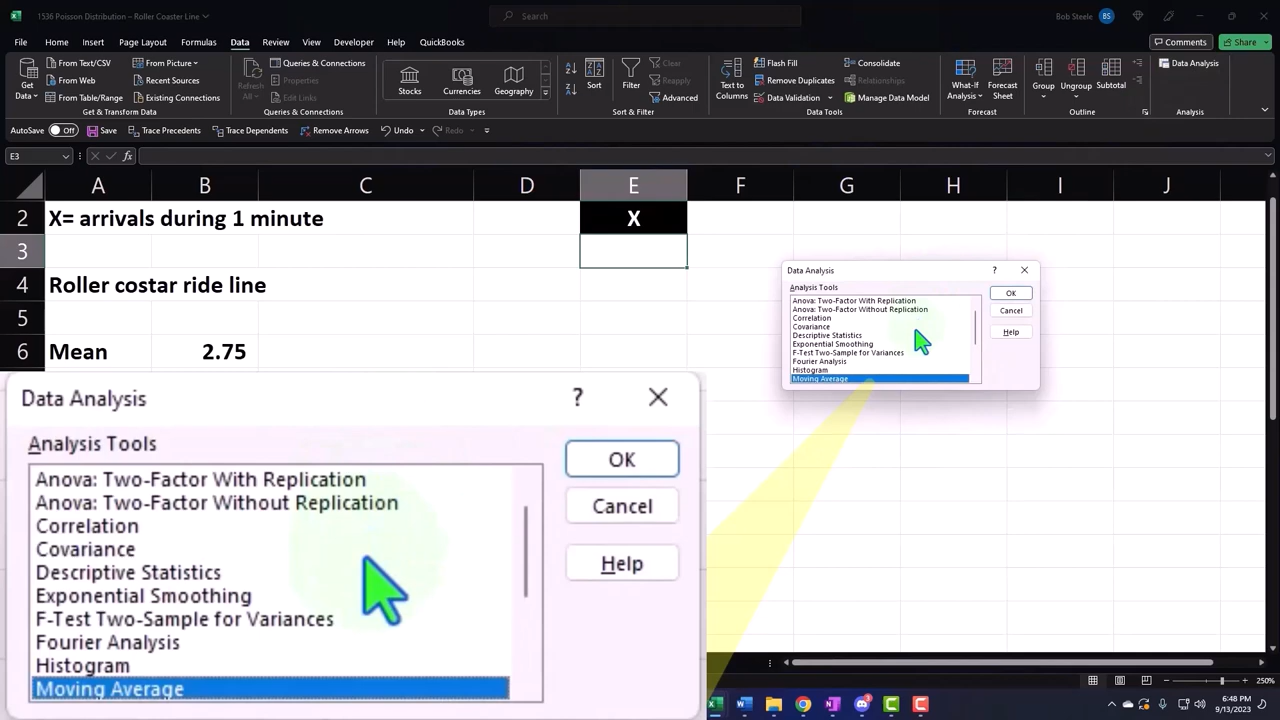 1536 Poisson Distribution – Roller Coaster Line
Search
Bob Steele BS
File Home Insert Page Layout Formulas Data Review View Developer Help QuickBooks
Comments Share
Get Data
From Text/CSV
From Web
From Table/Range
From Picture
Recent Sources
Existing Connections
Get & Transform Data
Refresh All
Queries & Connections
Properties
Edit Links
Queries & Connections
Stocks
Currencies
Geography
Data Types
Sort
Filter
Clear
Reapply
Advanced
Sort & Filter
Text to Columns
Flash Fill
Remove Duplicates
Data Validation
Consolidate
Relationships
Manage Data Model
Data Tools
What-If Analysis
Forecast Sheet
Forecast
Group
Ungroup
Subtotal
Outline
Data Analysis
Analysis
AutoSave Off Save Trace Precedents Trace Dependents Remove Arrows Undo Redo
E3 fx
A B C D E F G H I J
2 X= arrivals during 1 minute X
3
4 Roller costar ride line
5
6 Mean 2.75
Data Analysis ?
Analysis Tools
Anova: Two-Factor With Replication
Anova: Two-Factor Without Replication
Correlation
Covariance
Descriptive Statistics
Exponential Smoothing
F-Test Two-Sample for Variances
Fourier Analysis
Histogram
Moving Average
OK
Cancel
Help
Data Analysis ?
Analysis Tools
Anova: Two-Factor With Replication
Anova: Two-Factor Without Replication
Correlation
Covariance
Descriptive Statistics
Exponential Smoothing
F-Test Two-Sample for Variances
Fourier Analysis
Histogram
Moving Average
OK
Cancel
Help
250%
6:48 PM
9/13/2023